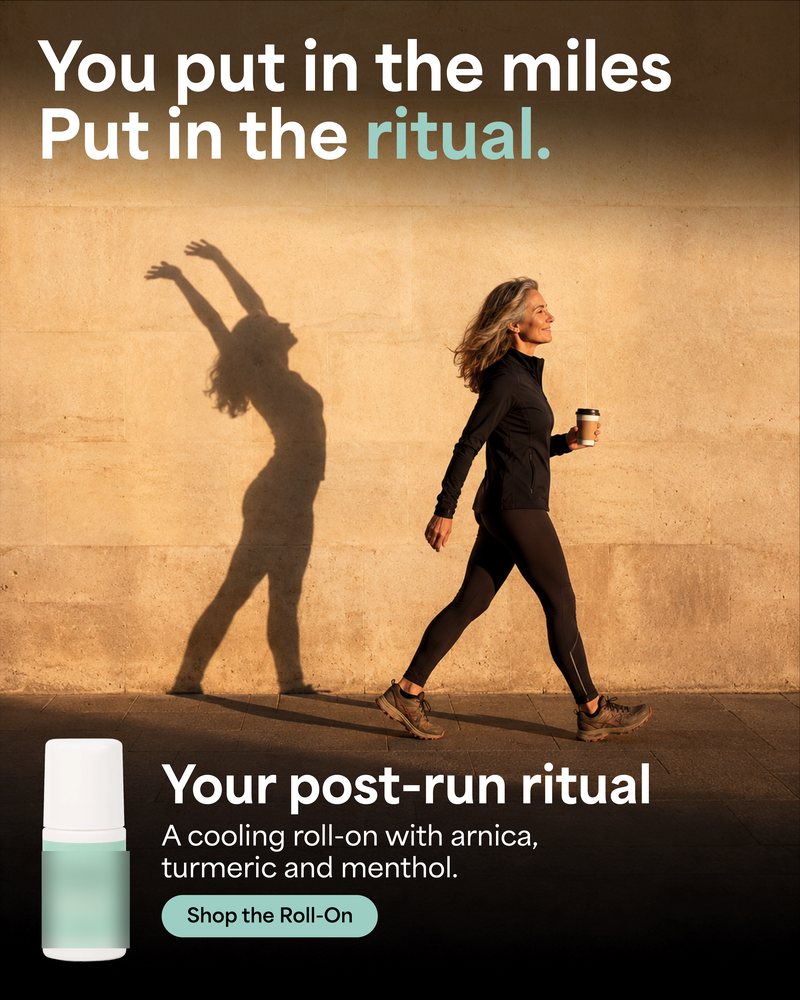 You put in the miles
Put in the ritual.
Your post-run ritual
A cooling roll-on with arnica,
turmeric and menthol.
Shop the Roll-On